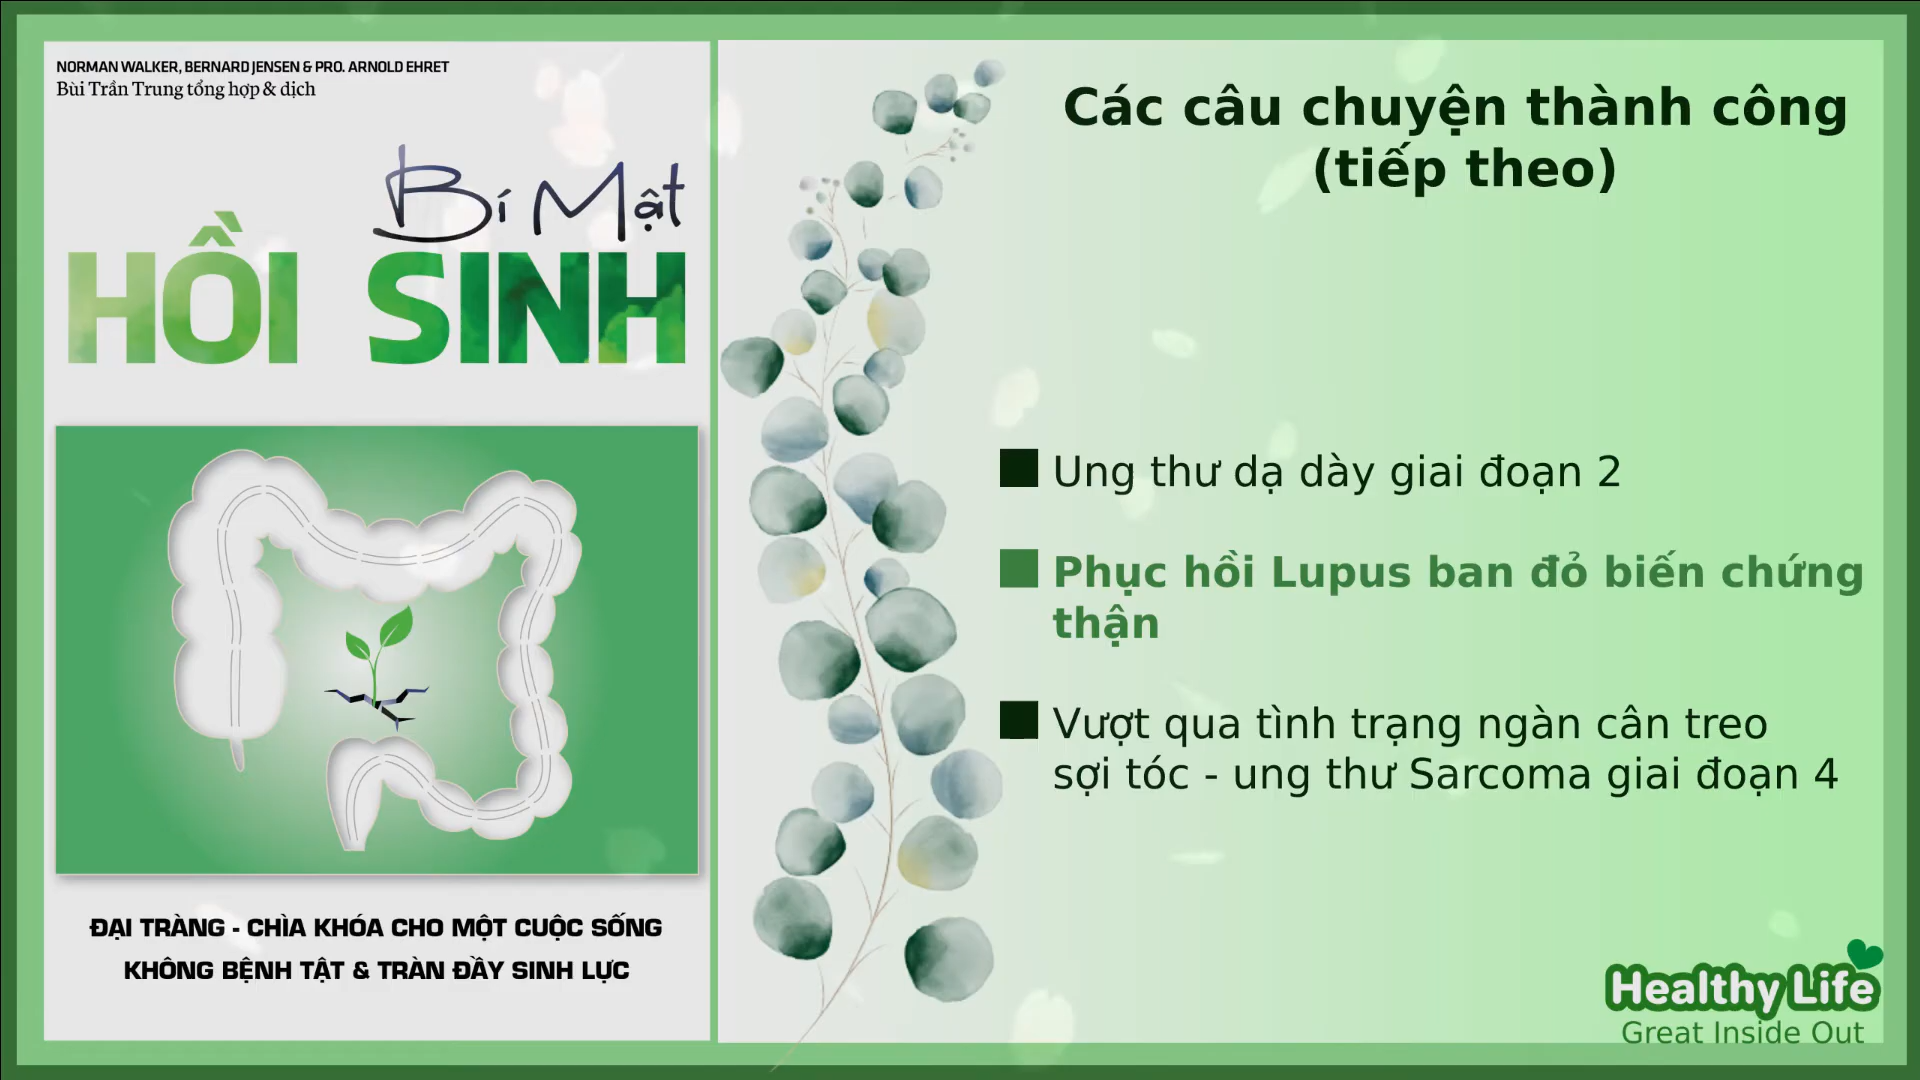 NORMAN WALKER, BERNARD JENSEN & PRO. ARNOLD EHRET
Bùi Trần Trung tổng hợp & dịch
Bí Mật
HỒI SINH
ĐẠI TRÀNG - CHÌA KHÓA CHO MỘT CUỘC SỐNG
KHÔNG BỆNH TẬT & TRÀN ĐẦY SINH LỰC
Các câu chuyện thành công
(tiếp theo)
Ung thư dạ dày giai đoạn 2
Phục hồi Lupus ban đỏ biến chứng
thận
Vượt qua tình trạng ngàn cân treo
sợi tóc - ung thư Sarcoma giai đoạn 4
Healthy Life
Great Inside Out